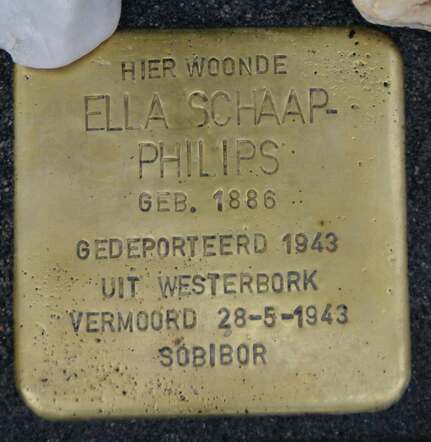 HIER WOONDE
ELLA SCHAAP-
PHILIPS
GEB. 1886
GEDEPORTEERD 1943
UIT WESTERBORK
VERMOORD 28-5-1943
SOBIBOR